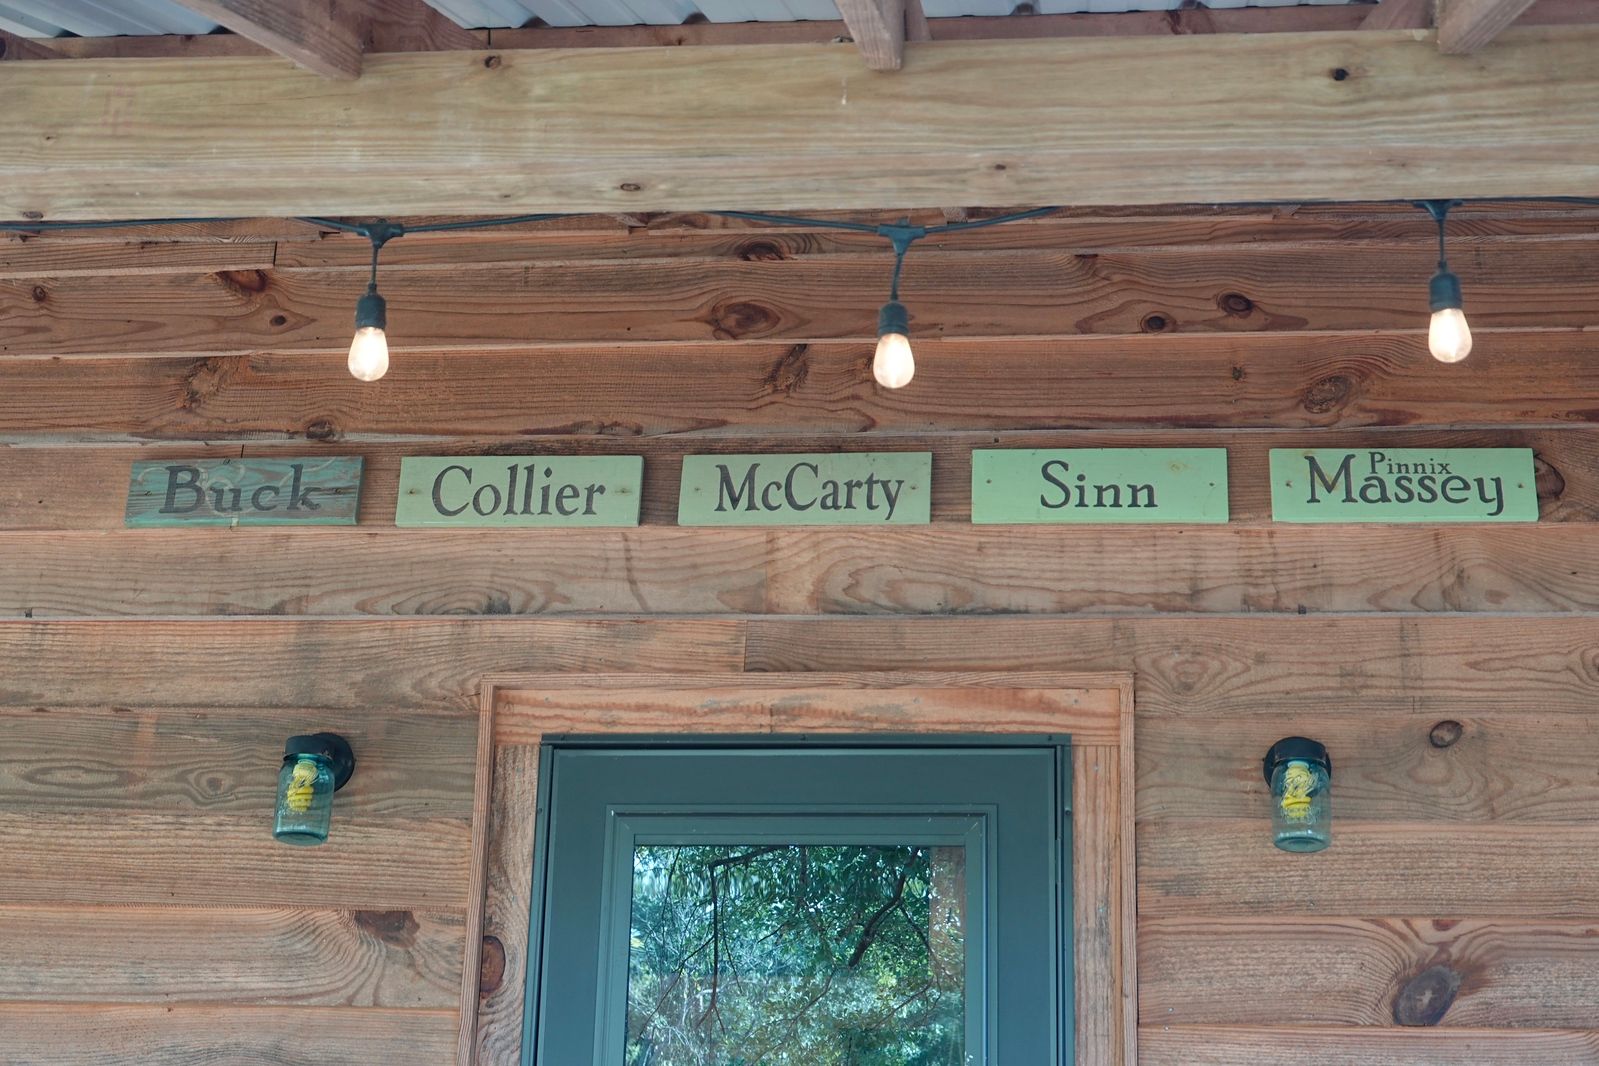 Buck
Collier
McCarty
Sinn
Pinnix
Massey